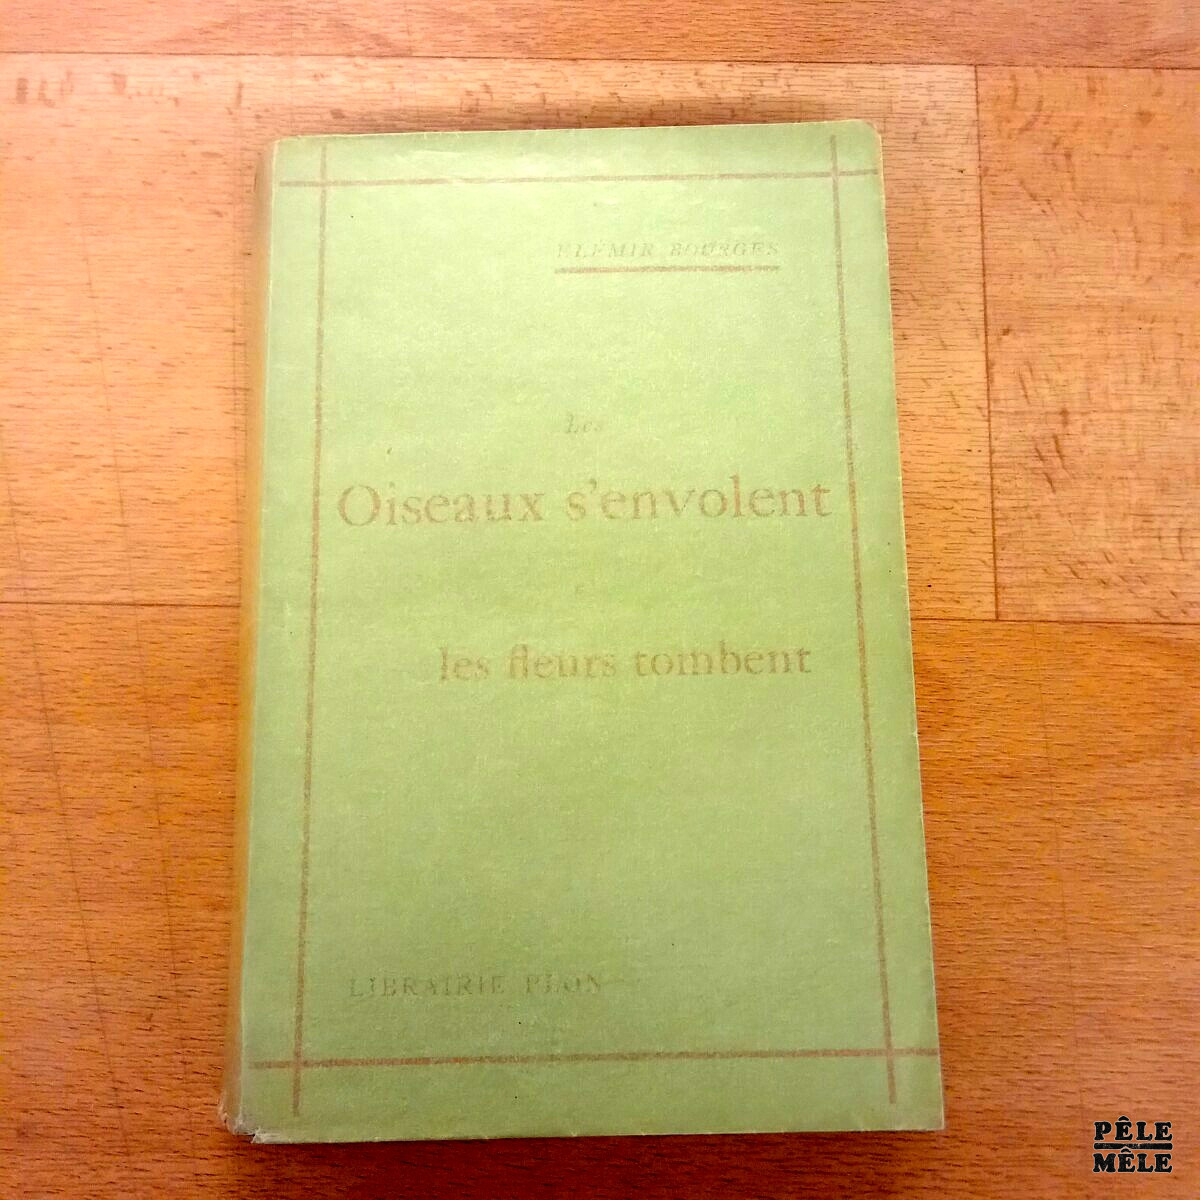 ELÉMIR BOURGES
Les
Oiseaux s'envolent
les fleurs tombent
LIBRAIRIE PLON
PÊLE
MÊLE